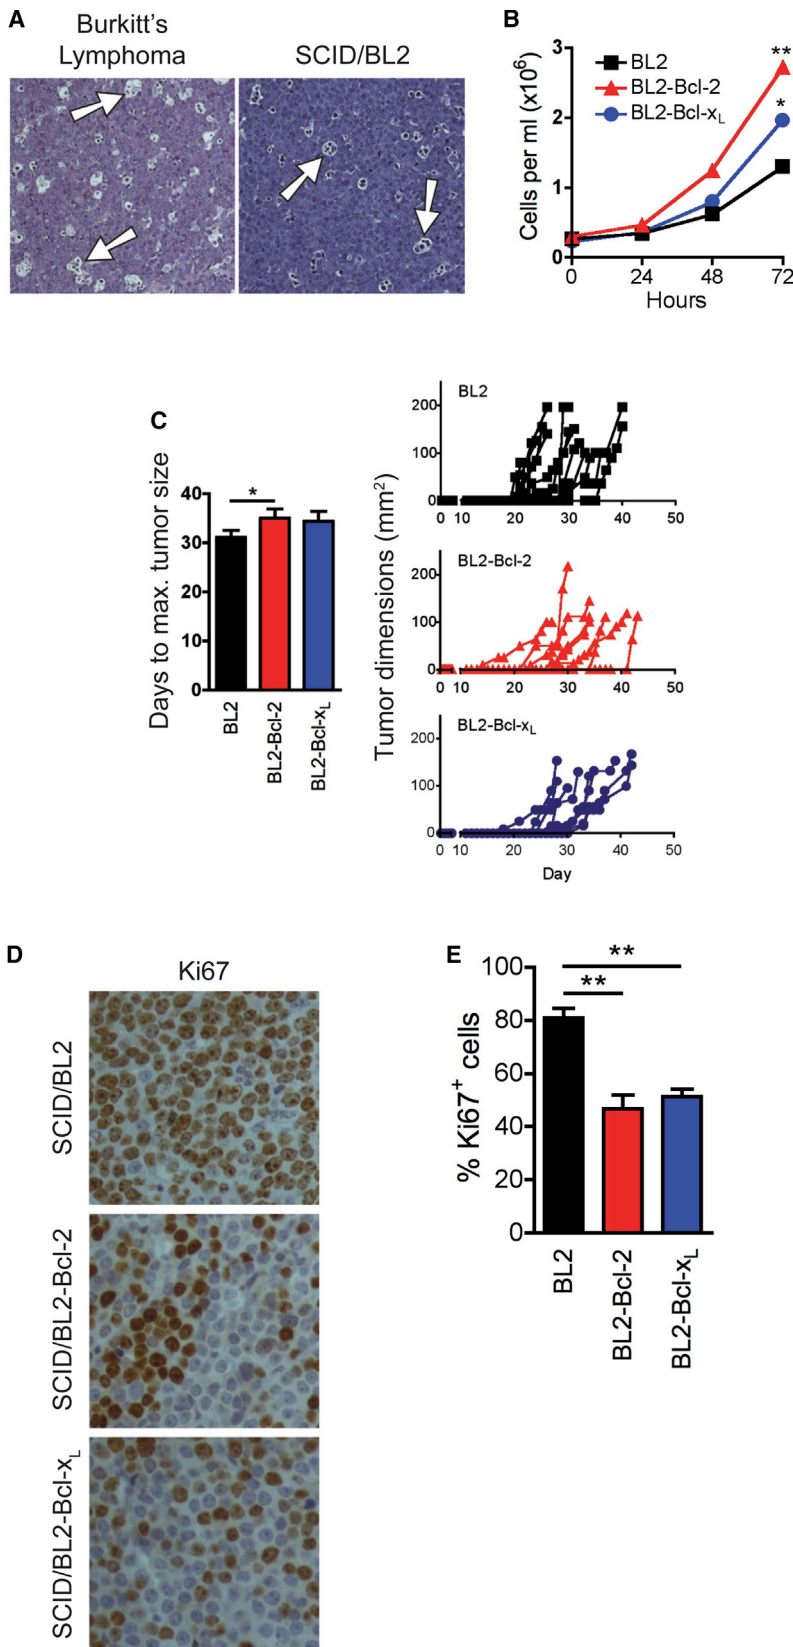 A
Burkitt's
Lymphoma
SCID/BL2
B
Cells per ml (x10⁶)
3
2
1
0
BL2
BL2-Bcl-2
BL2-Bcl-xL
**
*
0 24 48 72
Hours
C
Days to max. tumor size
40
30
20
10
0
*
BL2
BL2-Bcl-2
BL2-Bcl-xL
Tumor dimensions (mm²)
BL2
200
100
0
0 10 20 30 40 50
BL2-Bcl-2
200
100
0
0 10 20 30 40 50
BL2-Bcl-xL
200
100
0
0 10 20 30 40 50
Day
D
Ki67
SCID/BL2
SCID/BL2-Bcl-2
SCID/BL2-Bcl-xL
E
% Ki67⁺ cells
100
80
60
40
20
0
**
**
BL2
BL2-Bcl-2
BL2-Bcl-xL